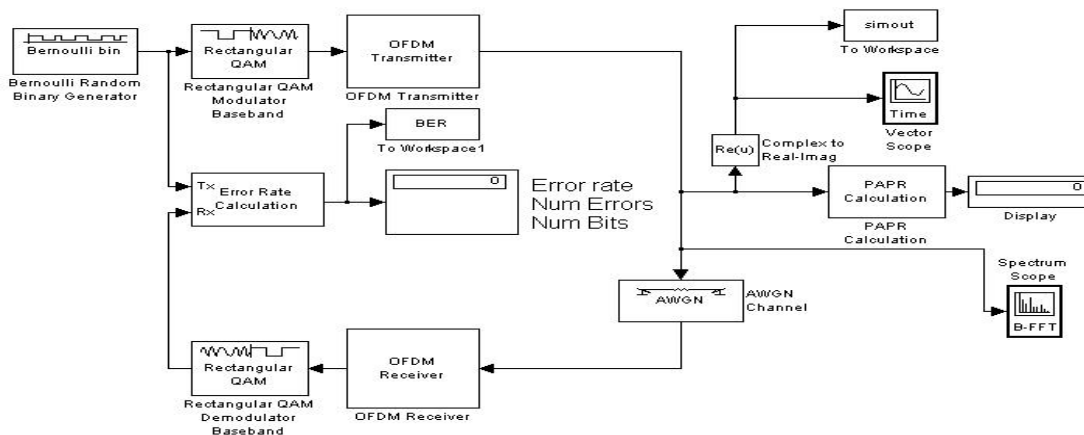 Bernoulli bin
Bernoulli Random
Binary Generator
Rectangular
QAM
Rectangular QAM
Modulator
Baseband
OFDM
Transmitter
OFDM Transmitter
simout
To Workspace
Time
Vector
Scope
BER
To Workspace1
Re(u)
Complex to
Real-Imag
Tx
Rx
Error Rate
Calculation
0
Error rate
Num Errors
Num Bits
PAPR
Calculation
PAPR
Calculation
0
Display
Spectrum
Scope
B-FFT
AWGN
AWGN
Channel
Rectangular
QAM
Rectangular QAM
Demodulator
Baseband
OFDM
Receiver
OFDM Receiver